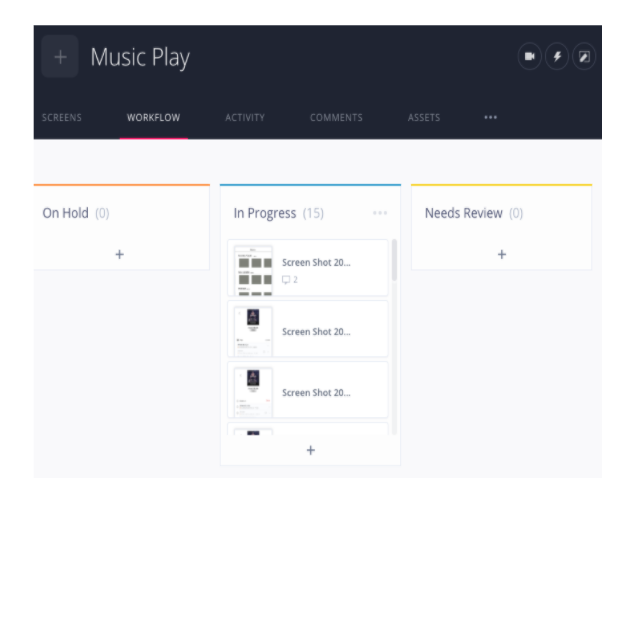 Music Play
SCREENS WORKFLOW ACTIVITY COMMENTS ASSETS •••
On Hold (0)
+
In Progress (15) •••
Screen Shot 20...
2
Screen Shot 20...
Screen Shot 20...
+
Needs Review (0)
+